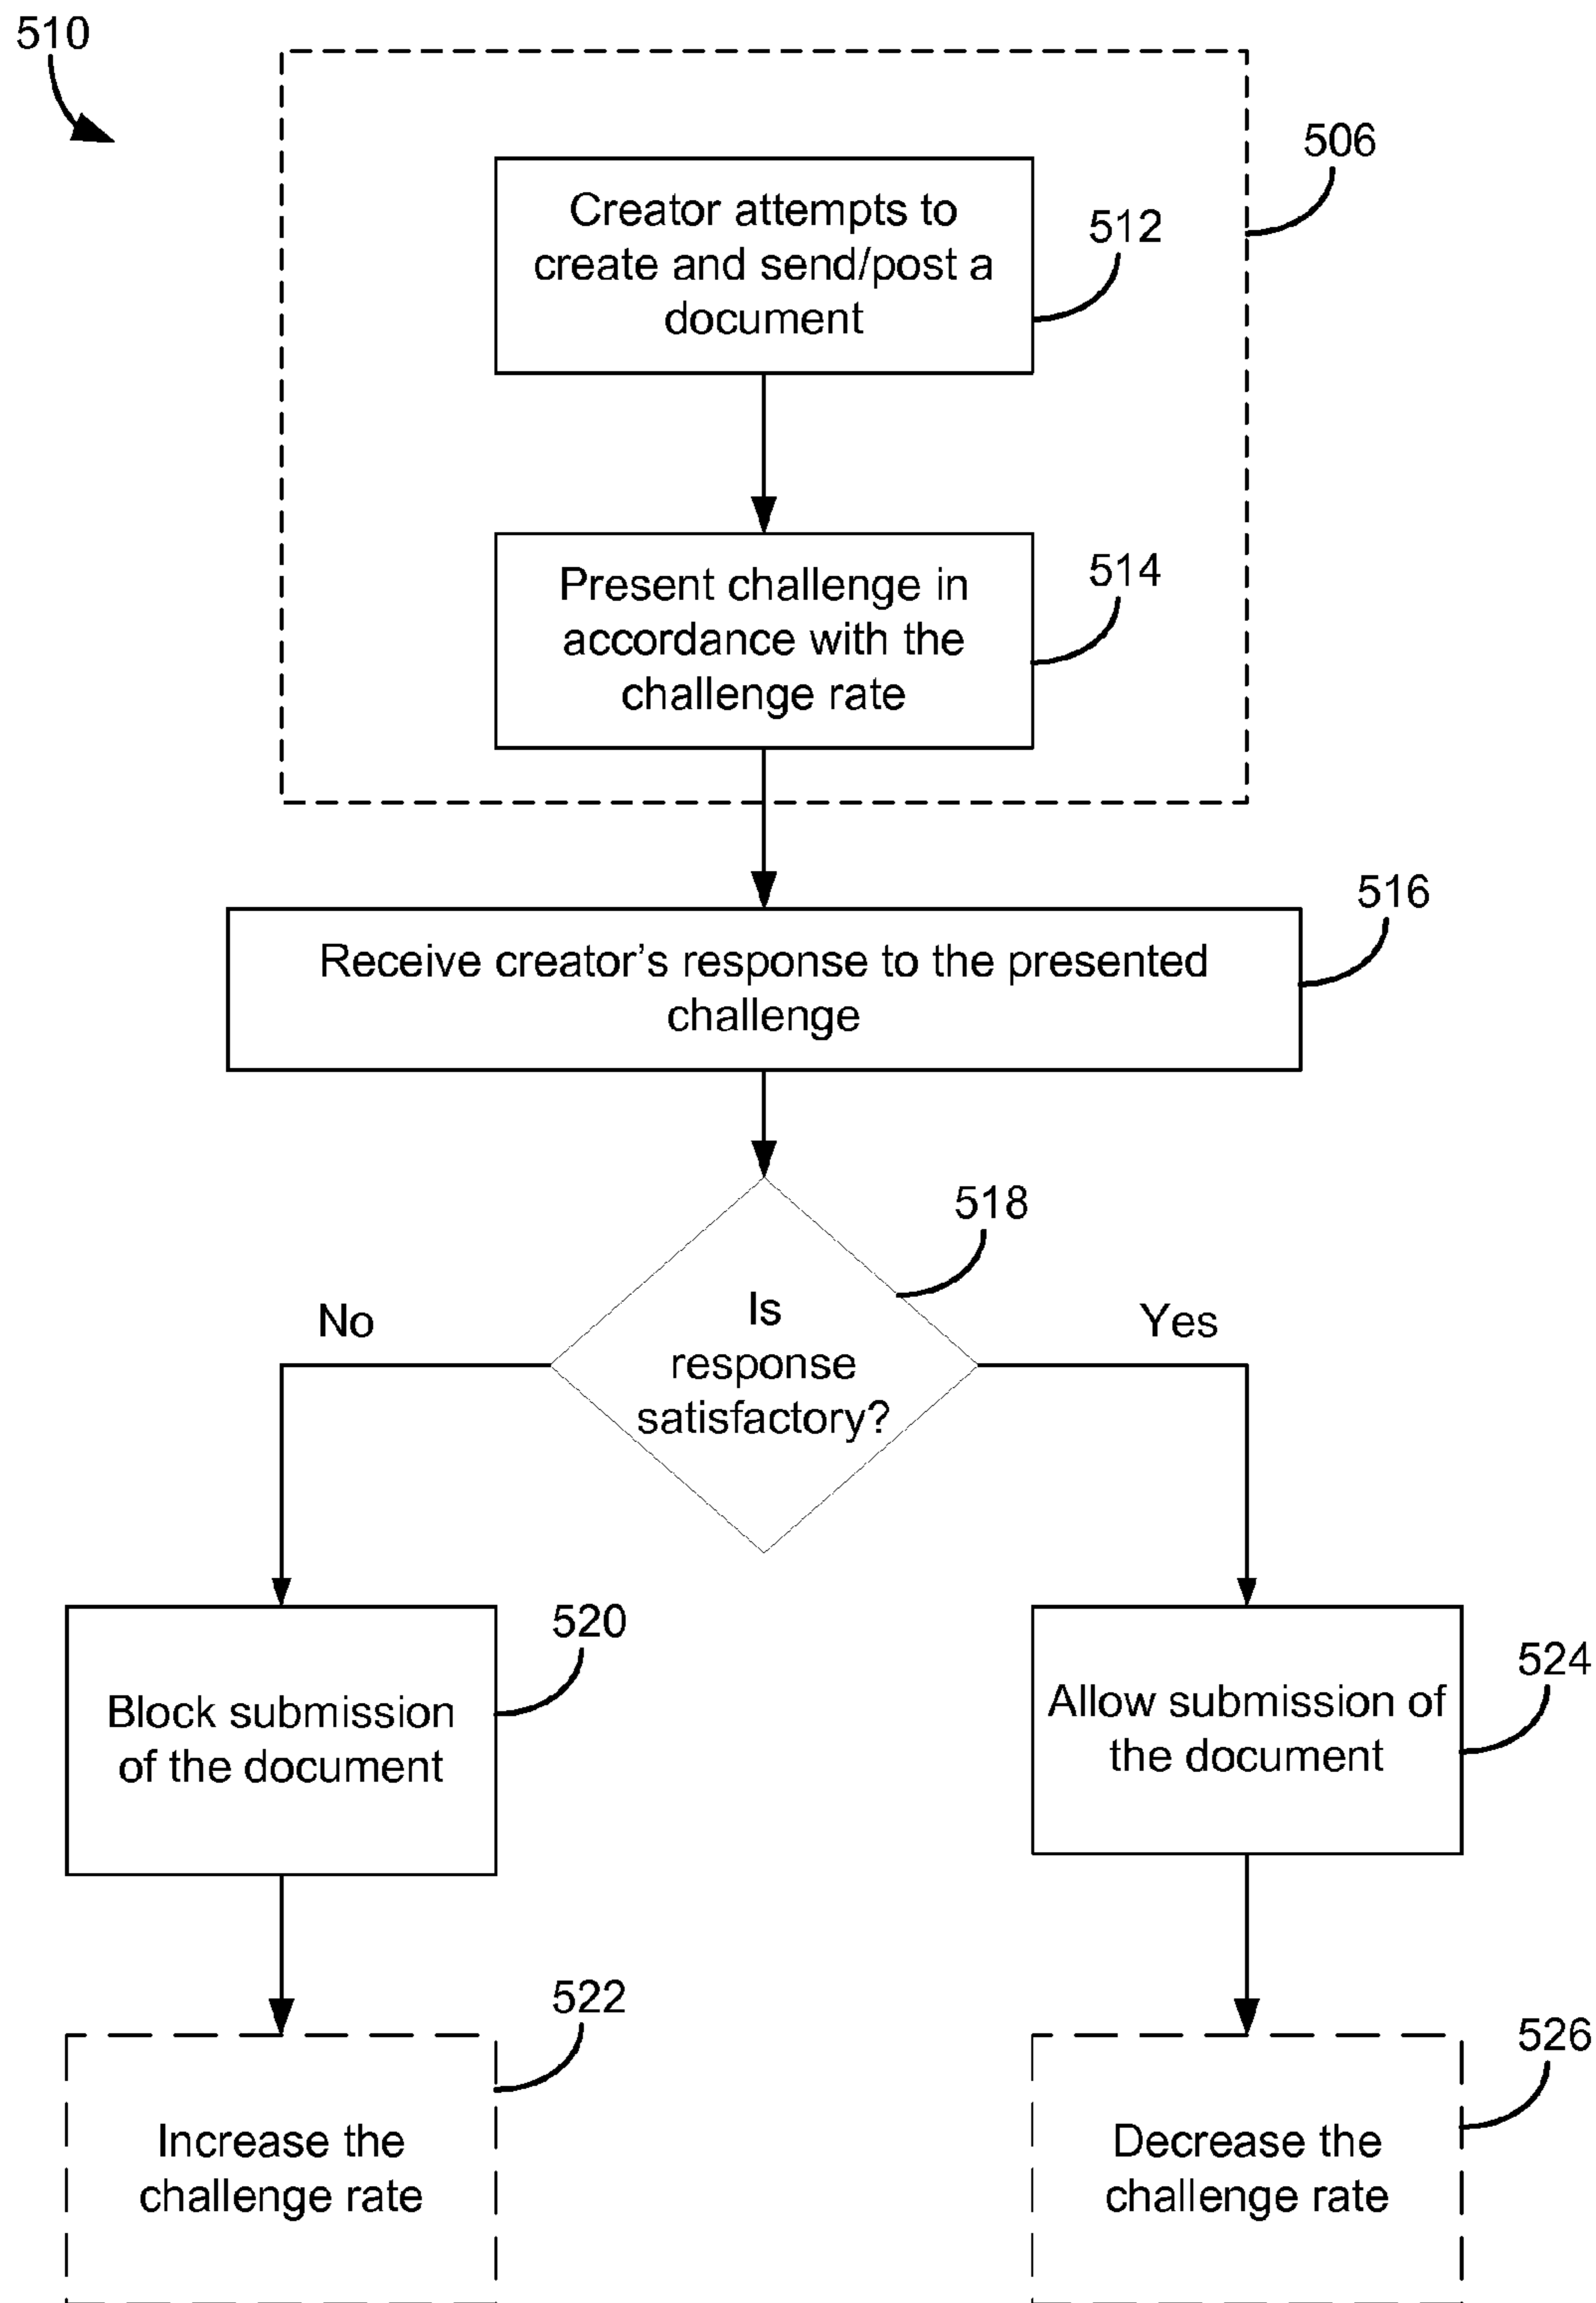 510
506
Creator attempts to
create and send/post a
document
512
Present challenge in
accordance with the
challenge rate
514
516
Receive creator’s response to the presented
challenge
518
Is
response
satisfactory?
No
Yes
520
Block submission
of the document
524
Allow submission of
the document
522
Increase the
challenge rate
526
Decrease the
challenge rate